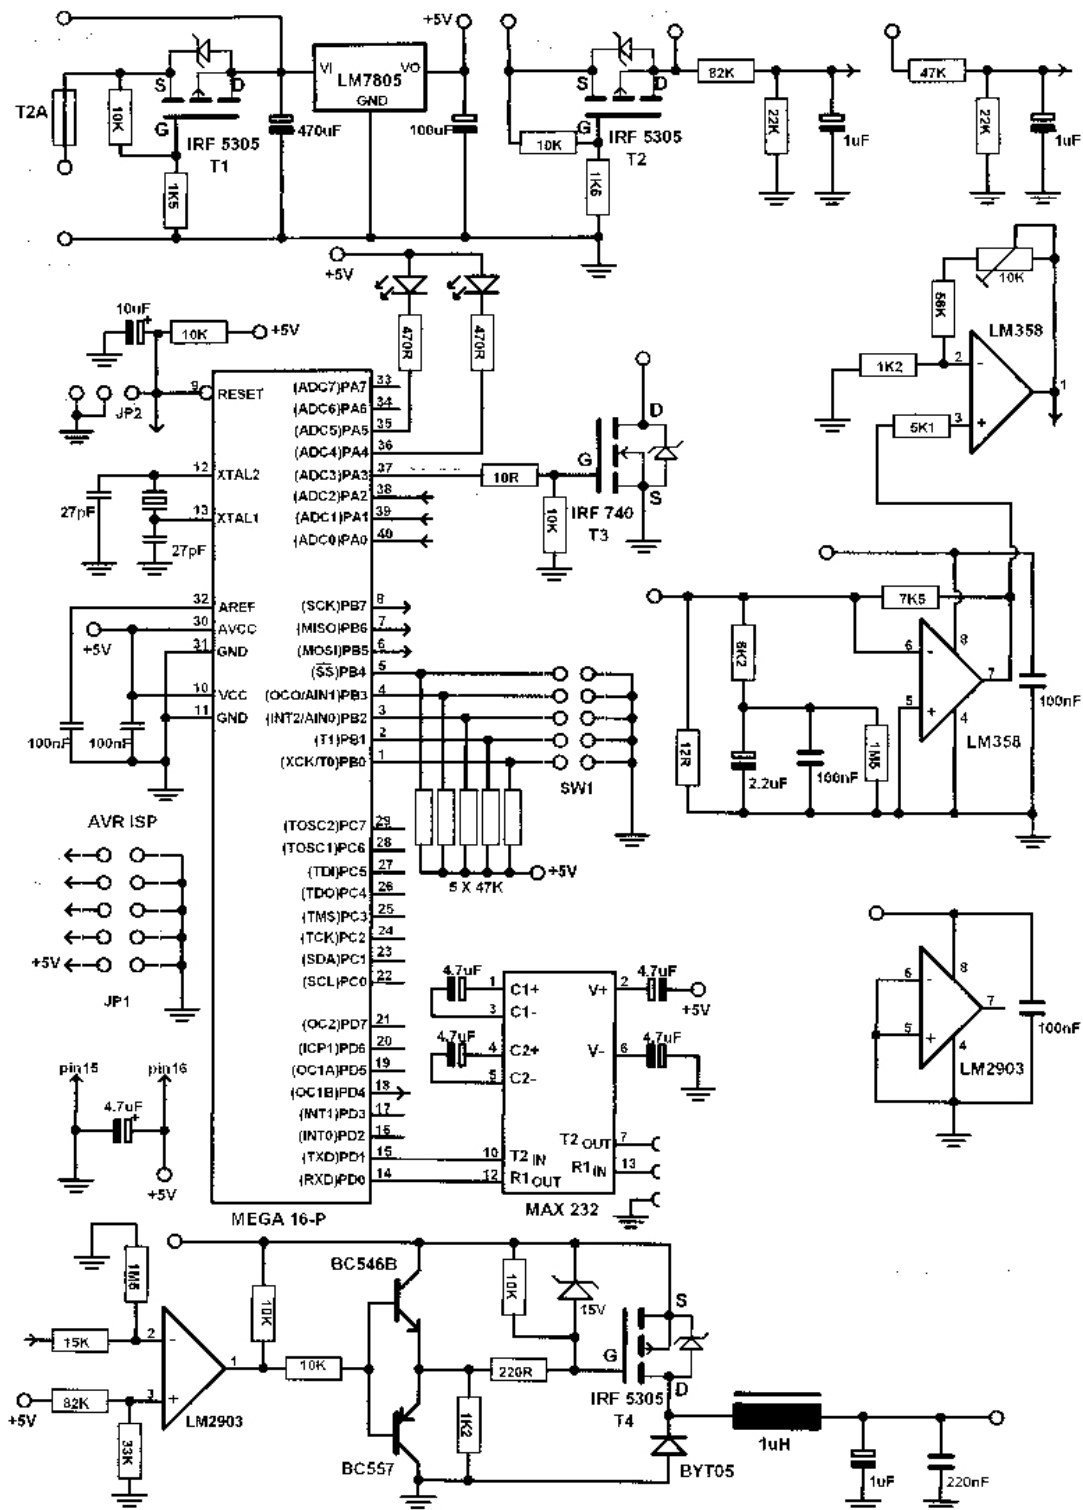 +5V
VI LM7805 VO
GND
S D
G
T2A
10K
IRF 5305
T1
1K5
470uF
100uF
S D
G
10K
IRF 5305
T2
1K6
82K
22K
1uF
47K
22K
1uF
+5V
470R
470R
10uF
10K
+5V
JP2
9 RESET
12 XTAL2
13 XTAL1
27pF
27pF
32 AREF
30 AVCC
+5V
31 GND
10 VCC
11 GND
100nF
100nF
(ADC7)PA7 33
(ADC6)PA6 34
(ADC5)PA5 35
(ADC4)PA4 36
(ADC3)PA3 37
(ADC2)PA2 38
(ADC1)PA1 39
(ADC0)PA0 40
(SCK)PB7 8
(MISO)PB6 7
(MOSI)PB5 6
(SS)PB4 5
(OCO/AIN1)PB3 4
(INT2/AIN0)PB2 3
(T1)PB1 2
(XCK/T0)PB0 1
(TOSC2)PC7 29
(TOSC1)PC6 28
(TDI)PC5 27
(TDO)PC4 26
(TMS)PC3 25
(TCK)PC2 24
(SDA)PC1 23
(SCL)PC0 22
(OC2)PD7 21
(ICP1)PD6 20
(OC1A)PD5 19
(OC1B)PD4 18
(INT1)PD3 17
(INT0)PD2 16
(TXD)PD1 15
(RXD)PD0 14
MEGA 16-P
10R
10K
G
D
S
IRF 740
T3
SW1
5 X 47K
+5V
10K
56K
1K2
5K1
LM358
2 -
3 +
1
7K5
6K2
12R
2.2uF
100nF
1M5
6 -
5 +
8
7
4
LM358
100nF
AVR ISP
+5V
JP1
pin15
pin16
4.7uF
+5V
4.7uF
1 C1+
3 C1-
4.7uF
4 C2+
5 C2-
V+ 2
4.7uF
+5V
V- 6
4.7uF
T2 OUT 7
R1 IN 13
10 T2 IN
12 R1 OUT
MAX 232
6 -
5 +
8
7
4
LM2903
100nF
1M5
15K
82K
+5V
33K
2 -
3 +
1
LM2903
10K
10K
BC546B
BC557
10K
15V
220R
1K2
S
G
D
IRF 5305
T4
BYT05
1uH
1uF
220nF